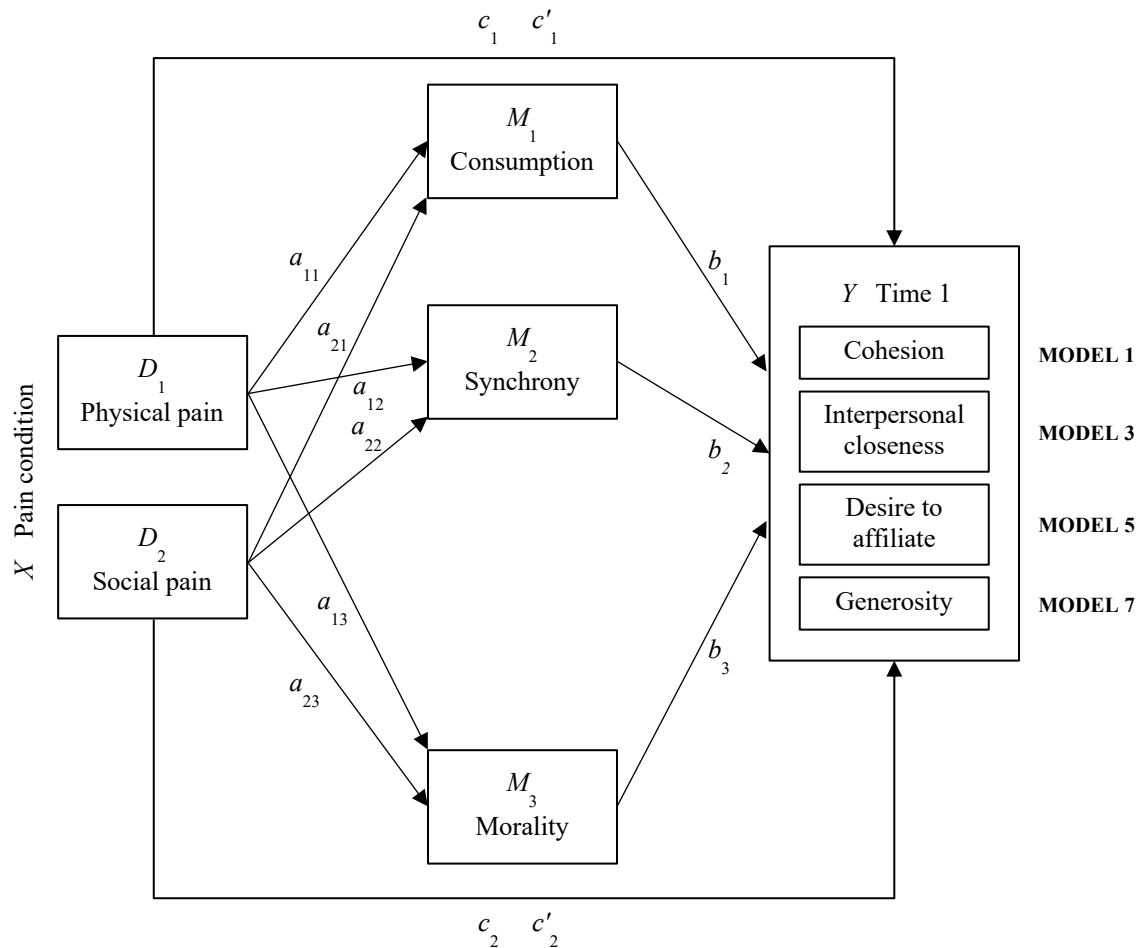 c₁ c′₁
M₁
Consumption
a₁₁
b₁
Y Time 1
a₂₁
M₂
Synchrony
Cohesion
MODEL 1
D₁
Physical pain
a₁₂
a₂₂
b₂
Interpersonal
closeness
MODEL 3
X Pain condition
D₂
Social pain
Desire to
affiliate
MODEL 5
a₁₃
Generosity
MODEL 7
a₂₃
b₃
M₃
Morality
c₂ c′₂